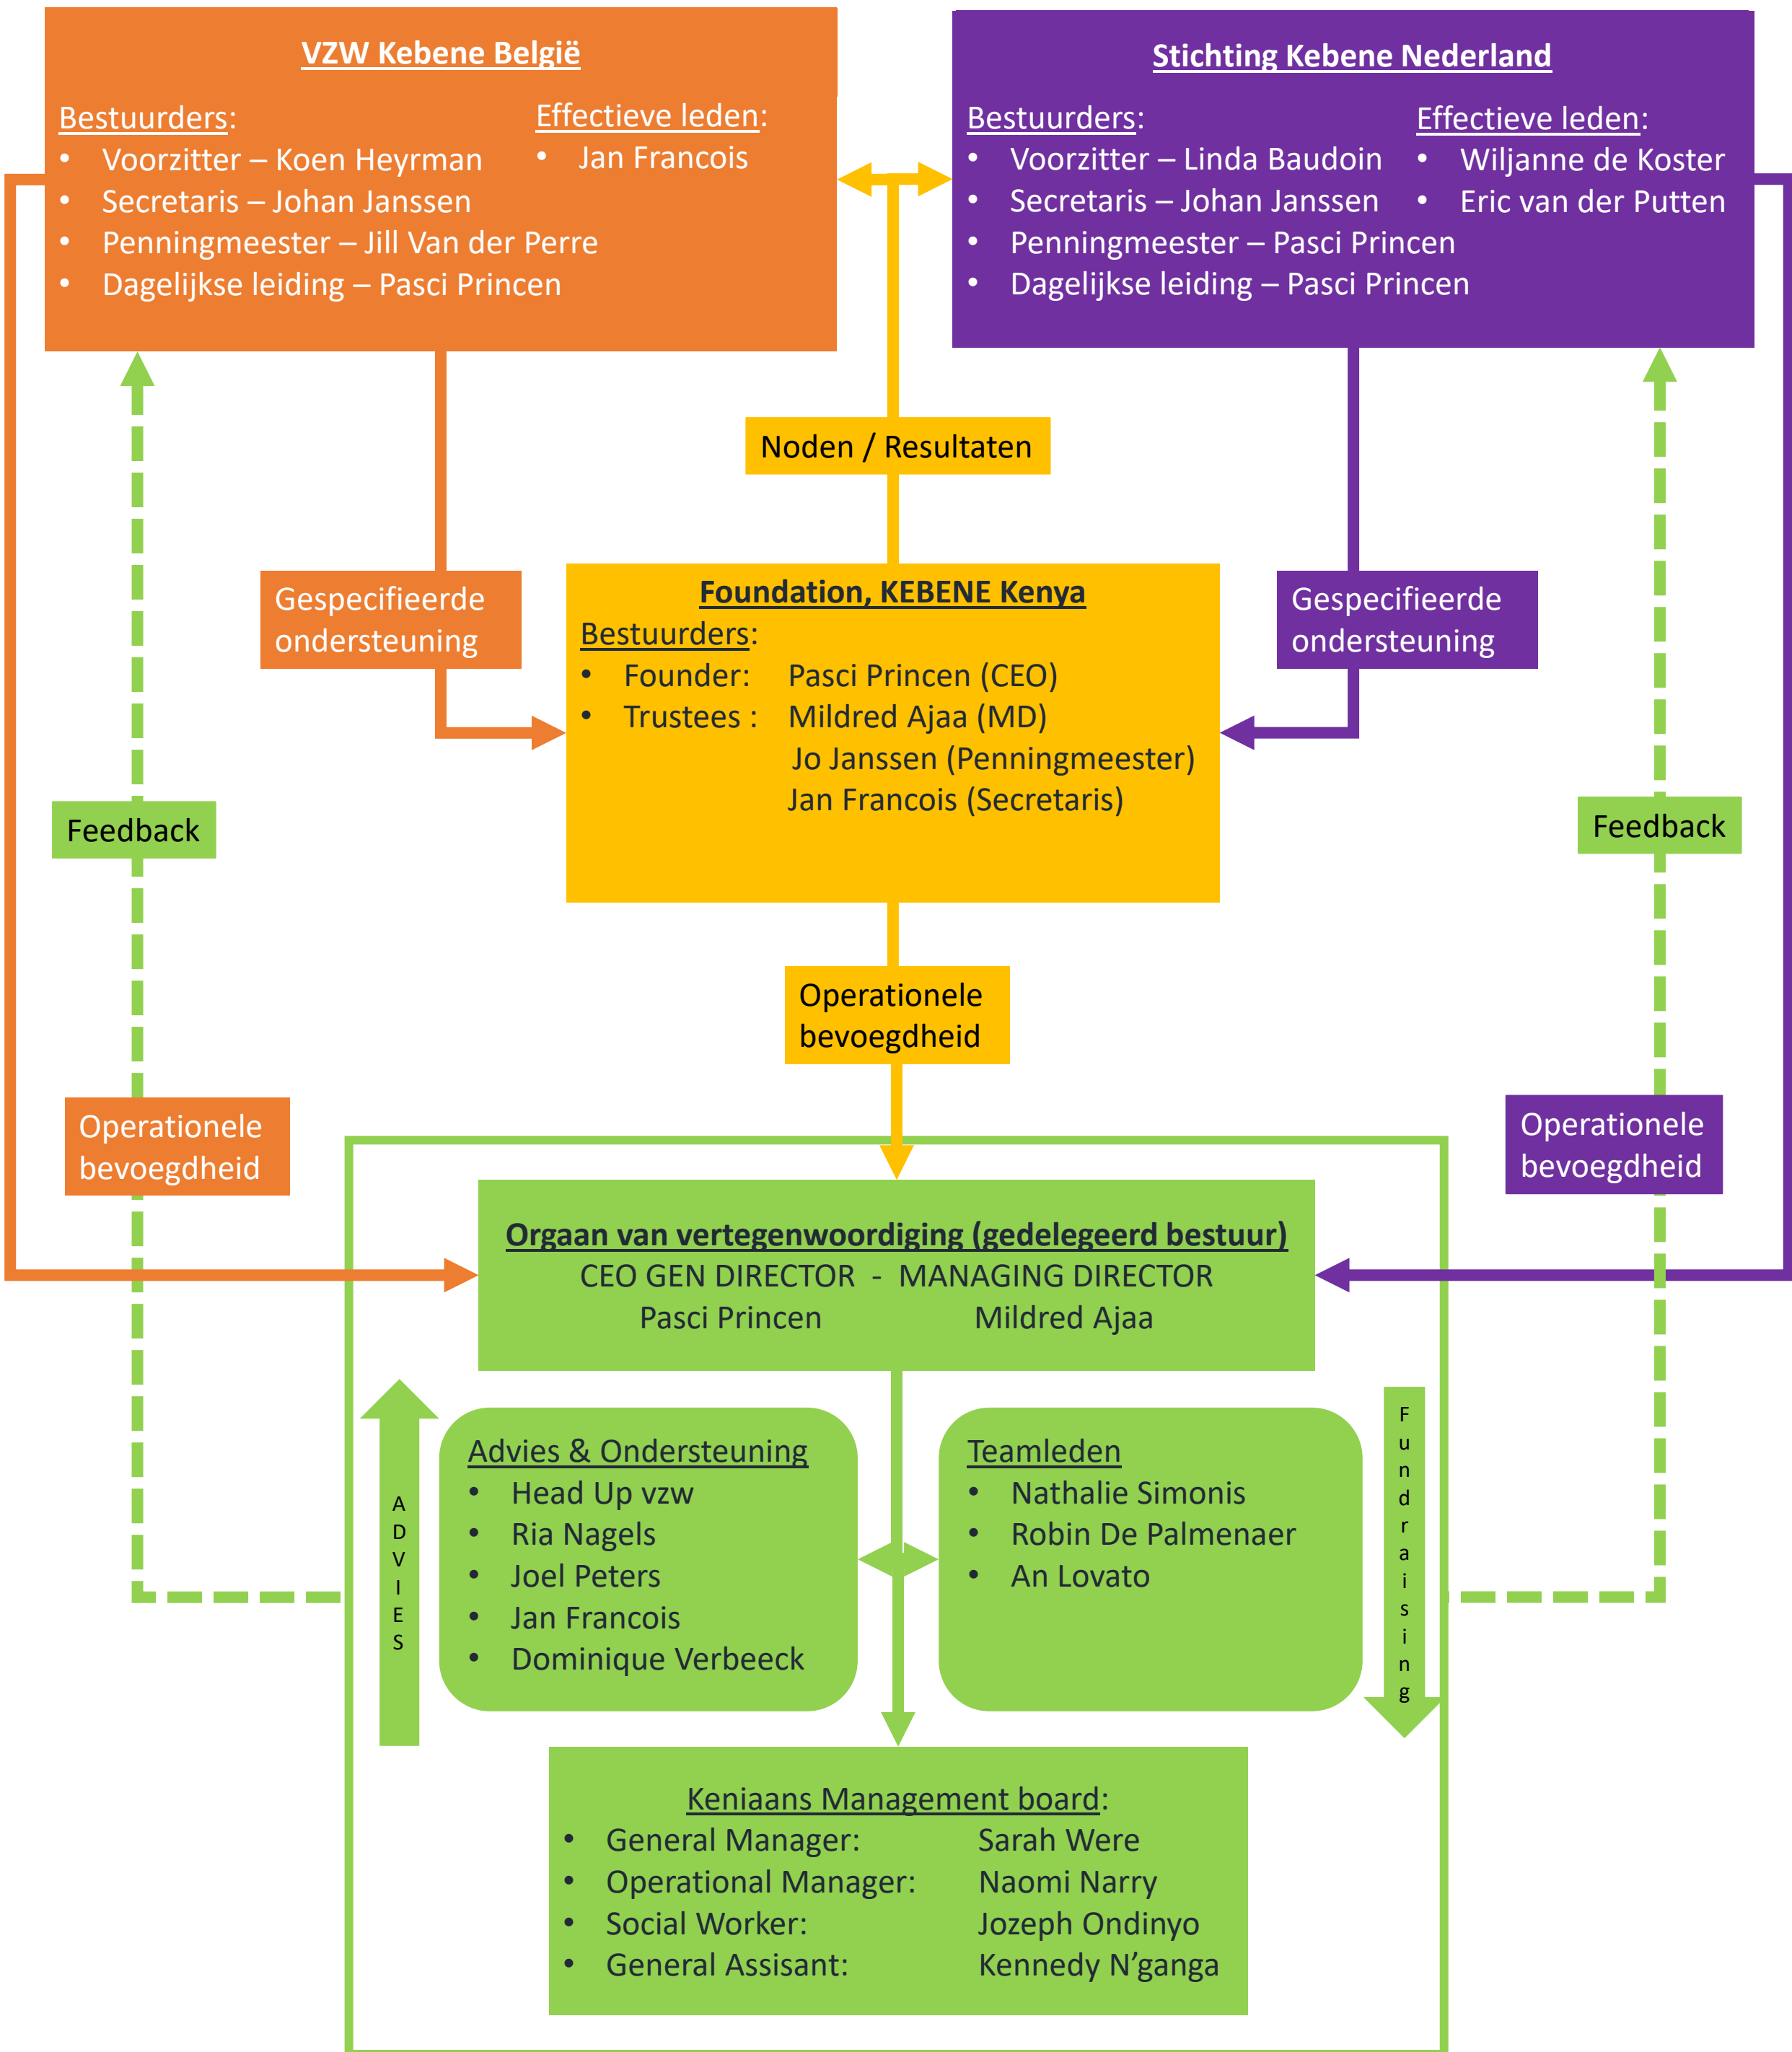 VZW Kebene België
Bestuurders:
• Voorzitter – Koen Heyrman
• Secretaris – Johan Janssen
• Penningmeester – Jill Van der Perre
• Dagelijkse leiding – Pasci Princen
Effectieve leden:
• Jan Francois
Stichting Kebene Nederland
Bestuurders:
• Voorzitter – Linda Baudoin
• Secretaris – Johan Janssen
• Penningmeester – Pasci Princen
• Dagelijkse leiding – Pasci Princen
Effectieve leden:
• Wiljanne de Koster
• Eric van der Putten
Noden / Resultaten
Gespecifieerde
ondersteuning
Foundation, KEBENE Kenya
Bestuurders:
• Founder: Pasci Princen (CEO)
• Trustees : Mildred Ajaa (MD)
Jo Janssen (Penningmeester)
Jan Francois (Secretaris)
Gespecifieerde
ondersteuning
Feedback
Feedback
Operationele
bevoegdheid
Operationele
bevoegdheid
Operationele
bevoegdheid
Orgaan van vertegenwoordiging (gedelegeerd bestuur)
CEO GEN DIRECTOR - MANAGING DIRECTOR
Pasci Princen Mildred Ajaa
ADVIES
Advies & Ondersteuning
• Head Up vzw
• Ria Nagels
• Joel Peters
• Jan Francois
• Dominique Verbeeck
Teamleden
• Nathalie Simonis
• Robin De Palmenaer
• An Lovato
Fundraising
Keniaans Management board:
• General Manager: Sarah Were
• Operational Manager: Naomi Narry
• Social Worker: Jozeph Ondinyo
• General Assisant: Kennedy N’ganga